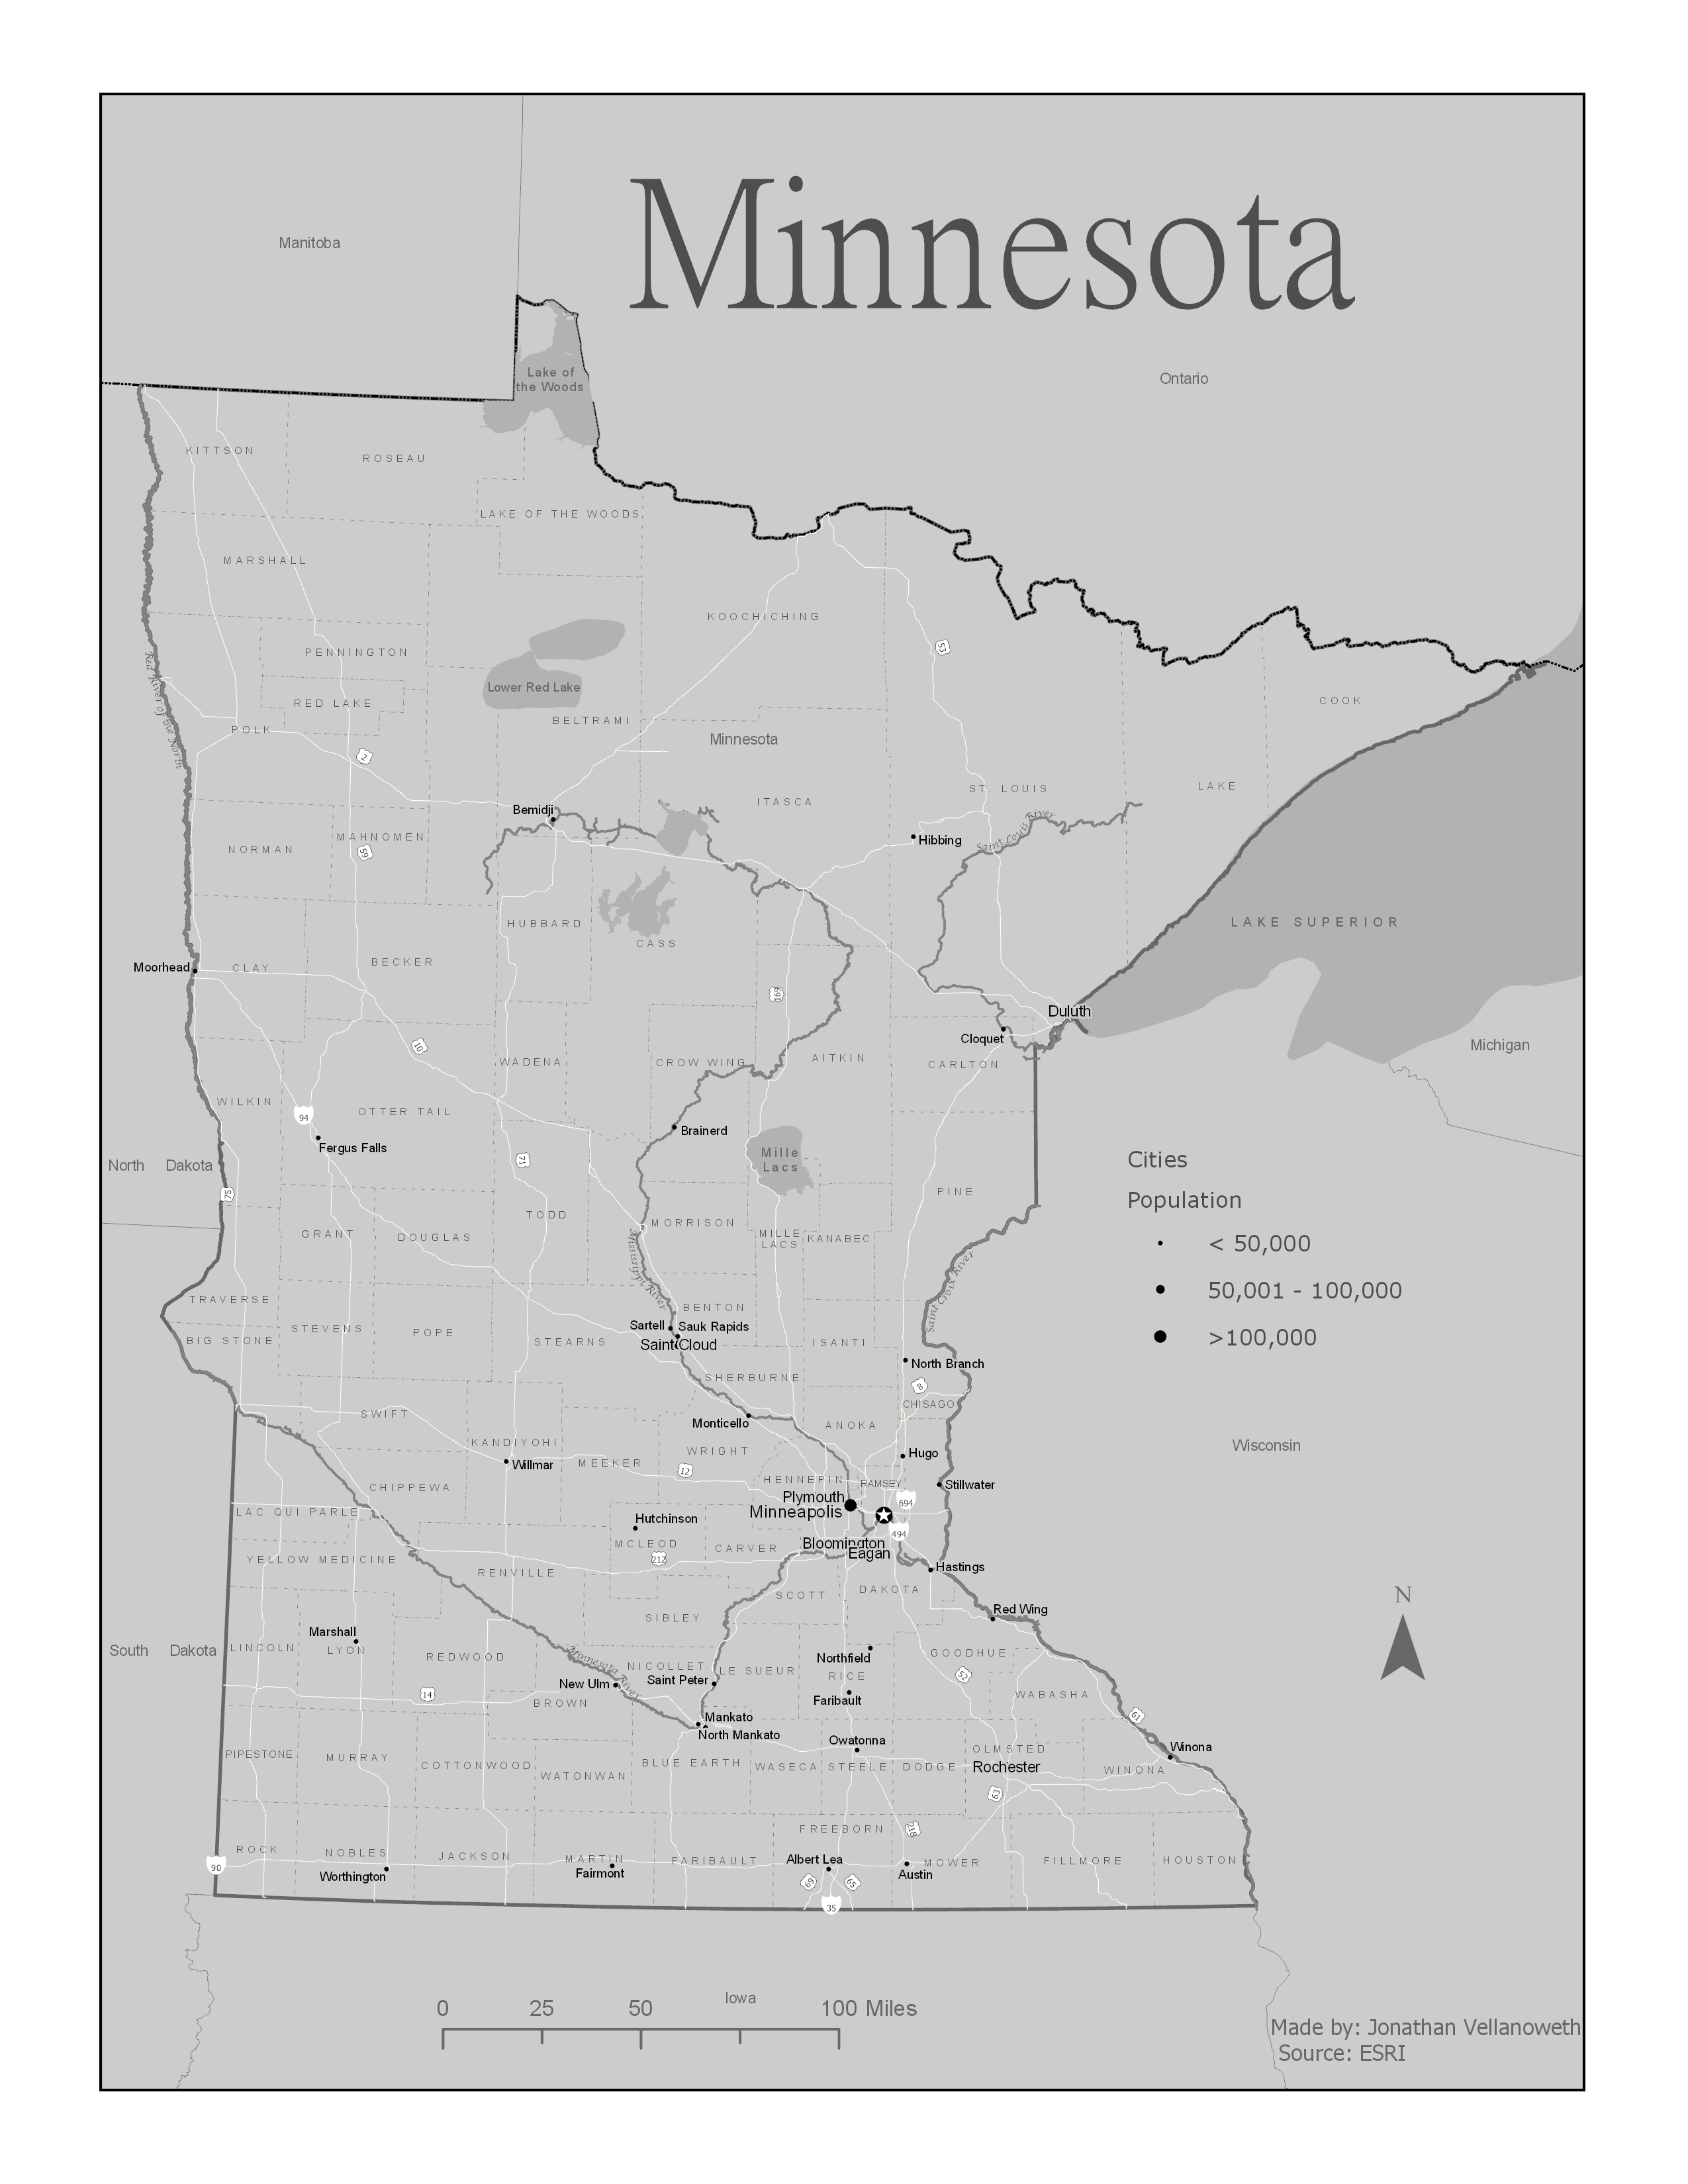 Minnesota
Manitoba
Ontario
Lake of
the Woods
KITTSON
ROSEAU
LAKE OF THE WOODS
MARSHALL
KOOCHICHING
53
PENNINGTON
Red River of the North
Lower Red Lake
RED LAKE
COOK
BELTRAMI
POLK
Minnesota
2
ST. LOUIS
LAKE
ITASCA
Bemidji
Saint Louis River
MAHNOMEN
Hibbing
NORMAN
59
HUBBARD
LAKE SUPERIOR
CASS
BECKER
Moorhead
CLAY
169
Duluth
Cloquet
Michigan
10
AITKIN
WADENA
CROW WING
CARLTON
WILKIN
OTTER TAIL
94
Brainerd
Fergus Falls
Mille
Lacs
71
North Dakota
Cities
75
PINE
Population
TODD
MORRISON
GRANT
DOUGLAS
MILLE
LACS
KANABEC
< 50,000
Mississippi River
Saint Croix River
50,001 - 100,000
TRAVERSE
BENTON
STEVENS
POPE
Sartell
Sauk Rapids
>100,000
BIG STONE
STEARNS
Saint Cloud
ISANTI
North Branch
SHERBURNE
8
CHISAGO
SWIFT
Monticello
ANOKA
KANDIYOHI
WRIGHT
Hugo
Wisconsin
Willmar
MEEKER
12
HENNEPIN
RAMSEY
Stillwater
CHIPPEWA
Plymouth
694
LAC QUI PARLE
Minneapolis
Hutchinson
494
MCLEOD
CARVER
Bloomington
Eagan
YELLOW MEDICINE
212
Hastings
RENVILLE
SCOTT
DAKOTA
N
SIBLEY
Red Wing
Marshall
South Dakota
LINCOLN
LYON
REDWOOD
Minnesota River
NICOLLET
LE SUEUR
Northfield
GOODHUE
RICE
52
Saint Peter
New Ulm
14
BROWN
Faribault
WABASHA
61
Mankato
North Mankato
Owatonna
Winona
PIPESTONE
MURRAY
COTTONWOOD
WATONWAN
BLUE EARTH
WASECA
STEELE
DODGE
OLMSTED
Rochester
WINONA
63
FREEBORN
218
ROCK
NOBLES
JACKSON
MARTIN
FARIBAULT
Albert Lea
MOWER
FILLMORE
HOUSTON
90
Worthington
Fairmont
Austin
69
65
35
Iowa
0 25 50 100 Miles
Made by: Jonathan Vellanoweth
Source: ESRI